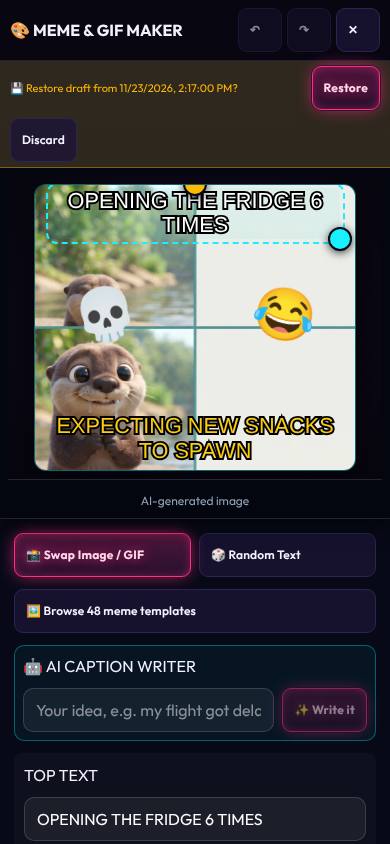 🎨 MEME & GIF MAKER
↶
↷
✕
💾 Restore draft from 11/23/2026, 2:17:00 PM?
Restore
Discard
OPENING THE FRIDGE 6
TIMES
EXPECTING NEW SNACKS
TO SPAWN
AI-generated image
📸 Swap Image / GIF
🎲 Random Text
🖼️ Browse 48 meme templates
🤖 AI CAPTION WRITER
Your idea, e.g. my flight got
✨ Write it
TOP TEXT
OPENING THE FRIDGE 6 TIMES